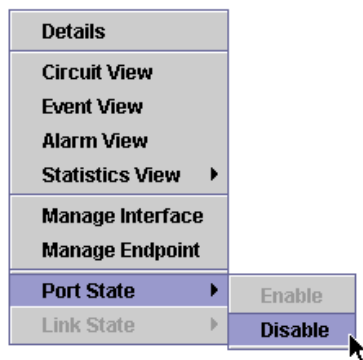 Details
Circuit View
Event View
Alarm View
Statistics View
Manage Interface
Manage Endpoint
Port State
Enable
Link State
Disable